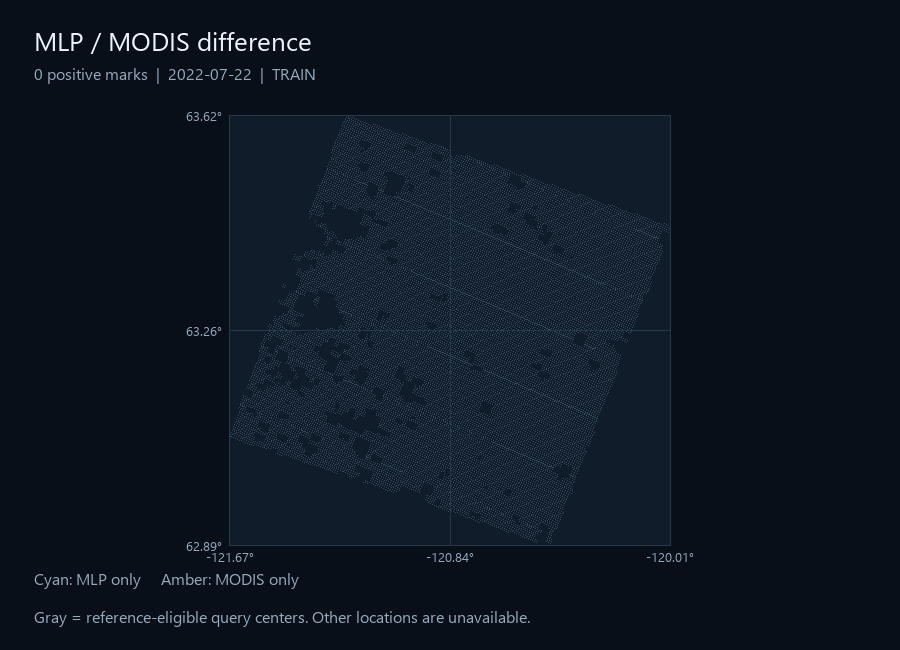 MLP / MODIS difference
0 positive marks | 2022-07-22 | TRAIN
63.62°
63.26°
62.89°
-121.67° -120.84° -120.01°
Cyan: MLP only Amber: MODIS only
Gray = reference-eligible query centers. Other locations are unavailable.